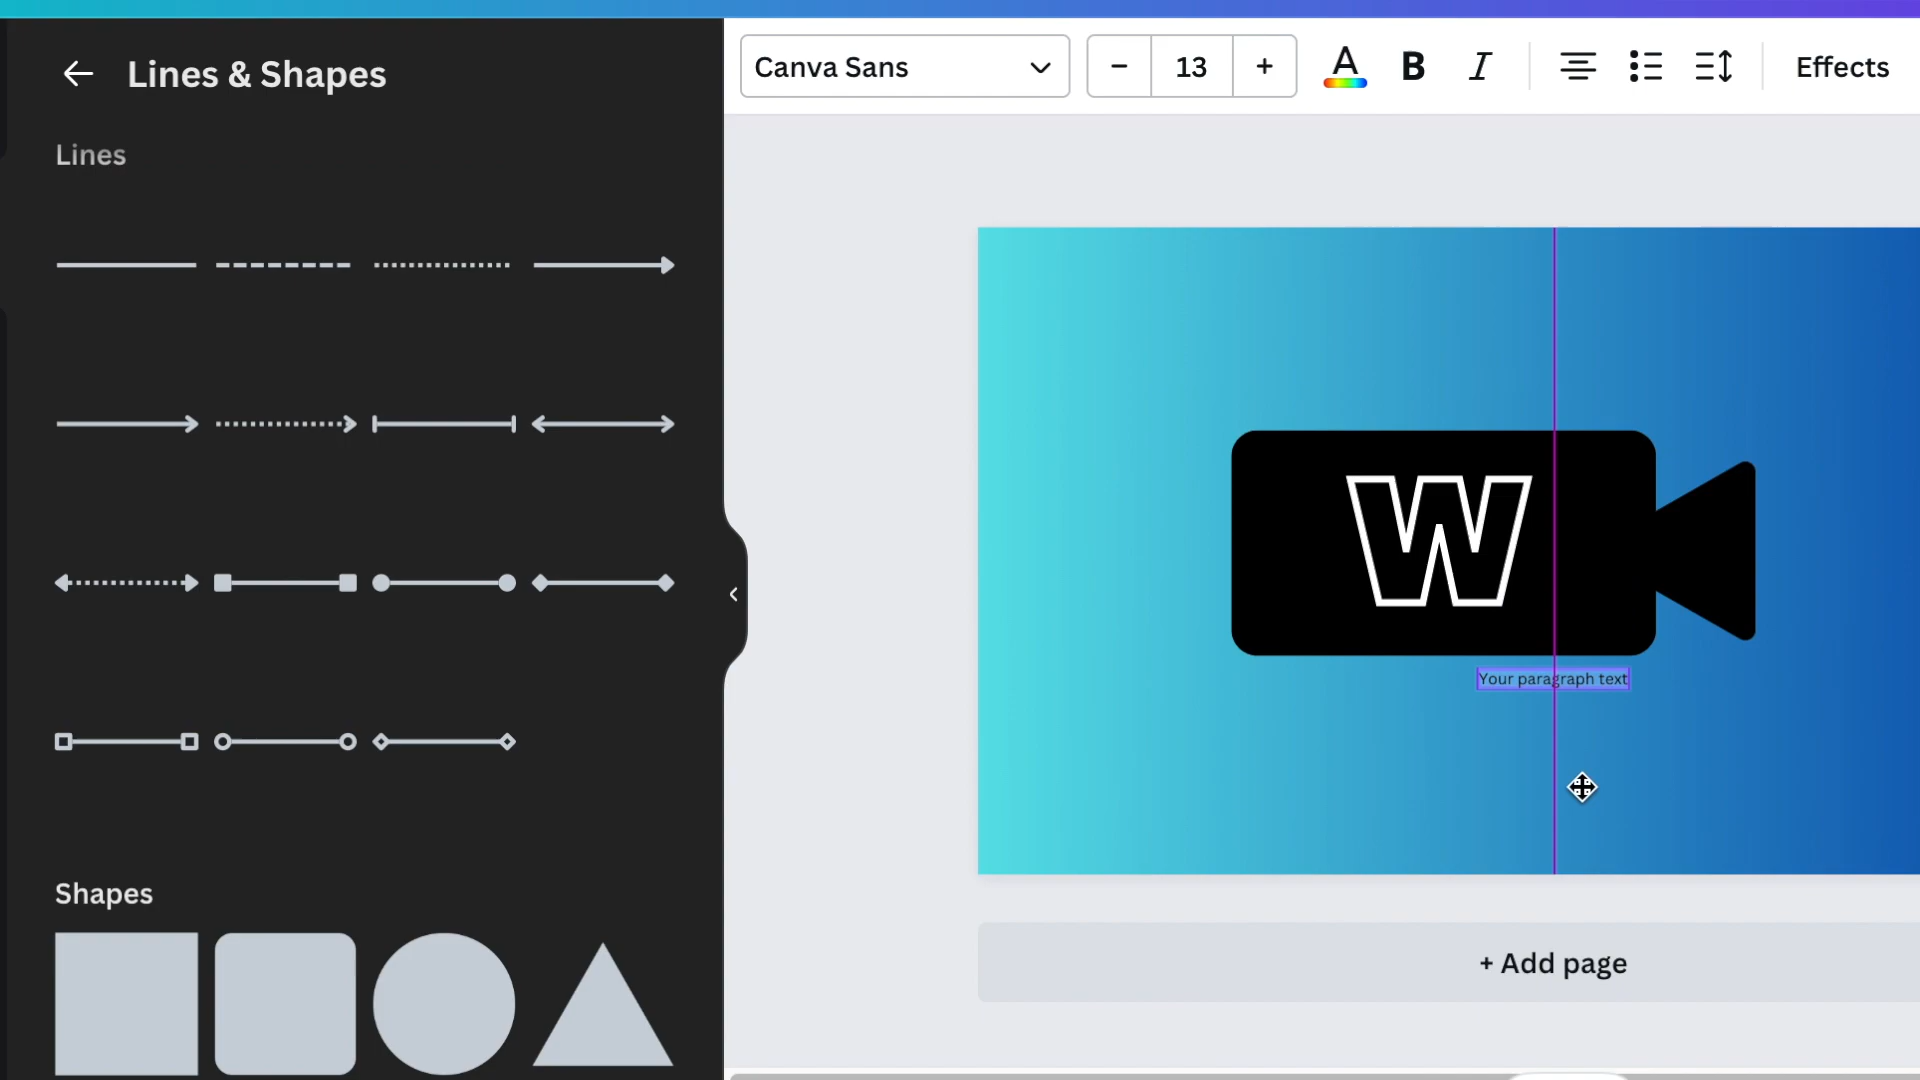 Lines & Shapes
Canva Sans
− 13 +
A B I
Effects
Lines
W
Your paragraph text
Shapes
+ Add page